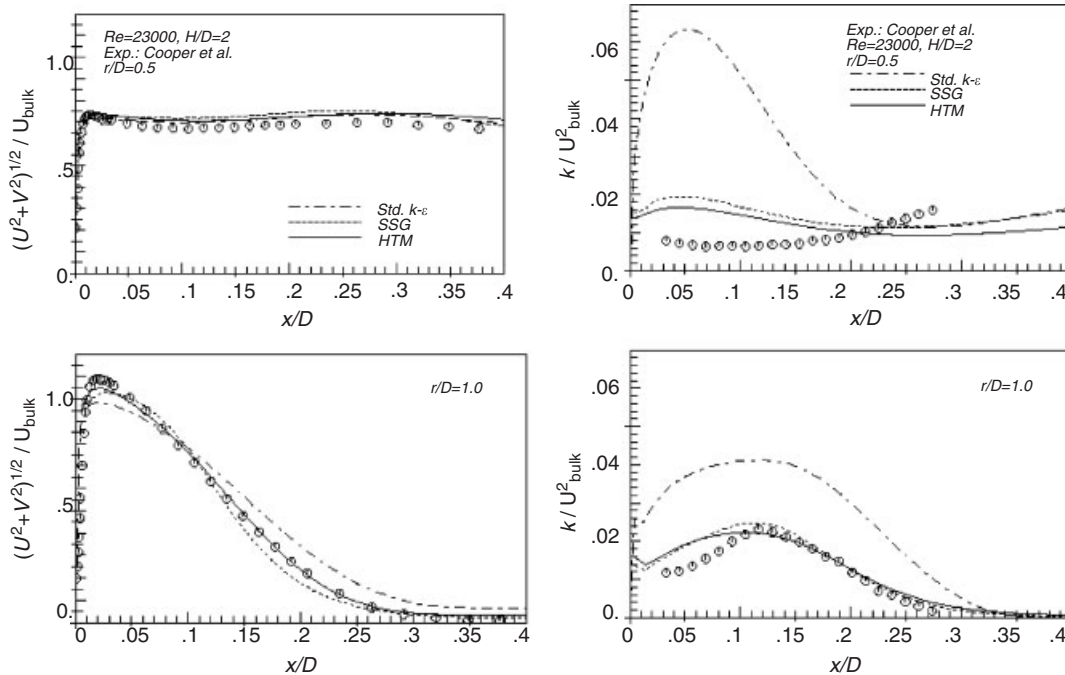 Re=23000, H/D=2
Exp.: Cooper et al.
r/D=0.5
1.0
.5
0
(U²+V²)^1/2 / U_bulk
Std. k-ε
SSG
HTM
0 .05 .1 .15 .2 .25 .3 .35 .4
x/D
Exp.: Cooper et al.
Re=23000, H/D=2
r/D=0.5
Std. k-ε
SSG
HTM
.06
.04
.02
0.
k / U²_bulk
0 .05 .1 .15 .2 .25 .3 .35 .4
x/D
r/D=1.0
1.0
.5
0
(U²+V²)^1/2 / U_bulk
0 .05 .1 .15 .2 .25 .3 .35 .4
x/D
r/D=1.0
.06
.04
.02
0.
k / U²_bulk
0 .05 .1 .15 .2 .25 .3 .35 .4
x/D